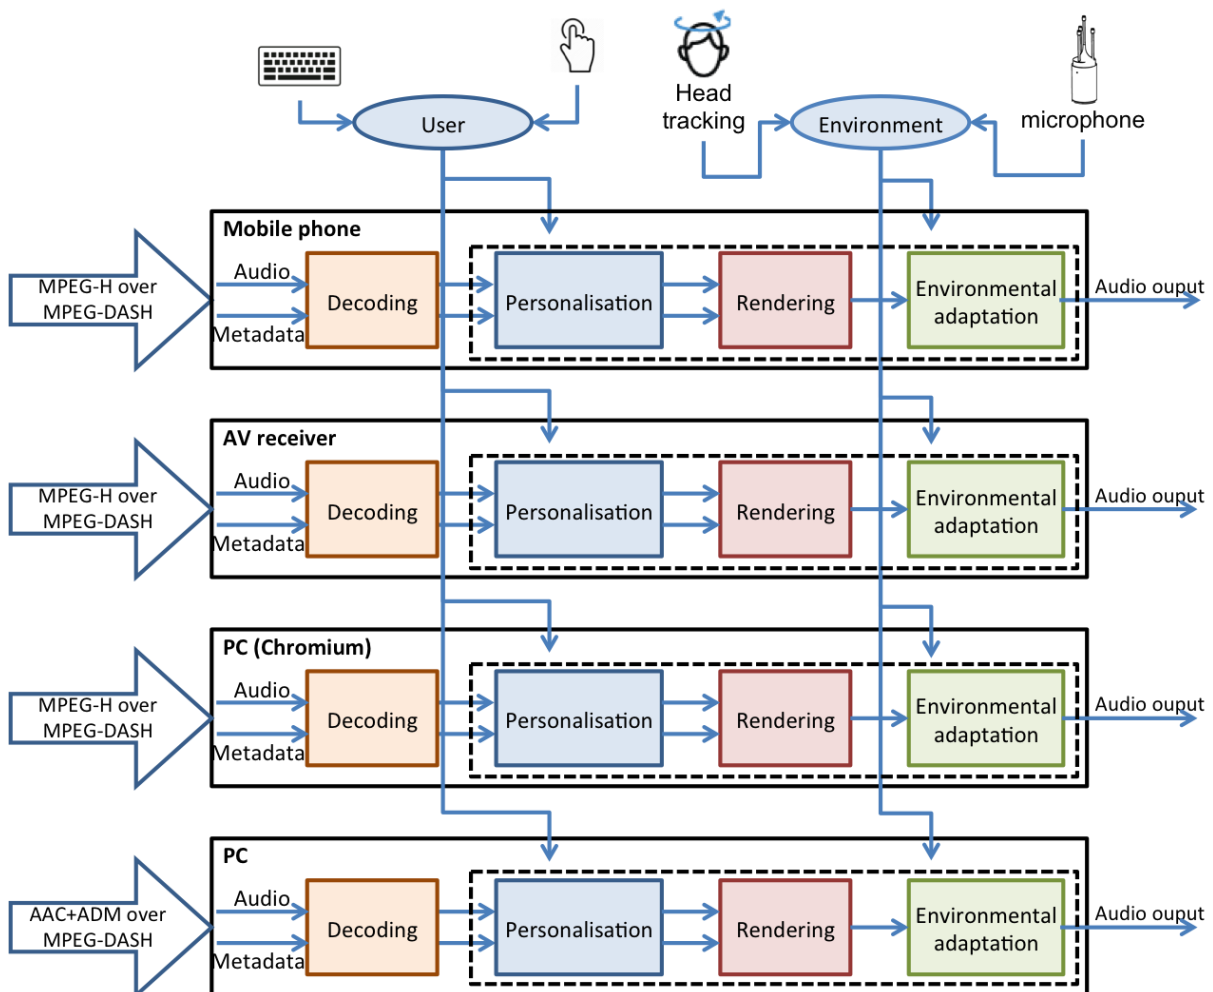 Head
tracking
microphone
User
Environment
Mobile phone
MPEG-H over
MPEG-DASH
Audio
Metadata
Decoding
Personalisation
Rendering
Environmental
adaptation
Audio ouput
AV receiver
MPEG-H over
MPEG-DASH
Audio
Metadata
Decoding
Personalisation
Rendering
Environmental
adaptation
Audio ouput
PC (Chromium)
MPEG-H over
MPEG-DASH
Audio
Metadata
Decoding
Personalisation
Rendering
Environmental
adaptation
Audio ouput
PC
AAC+ADM over
MPEG-DASH
Audio
Metadata
Decoding
Personalisation
Rendering
Environmental
adaptation
Audio ouput